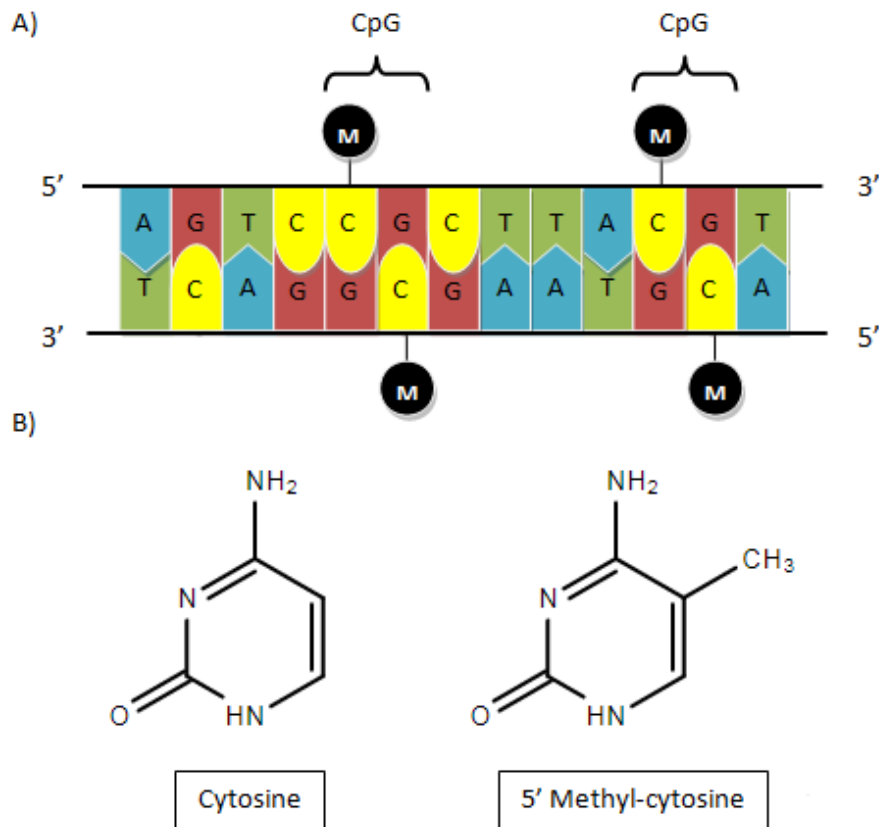 A)
CpG CpG
M M
5’ 3’
A G T C C G C T T A C G T
T C A G G C G A A T G C A
3’ 5’
M M
B)
NH₂ NH₂
CH₃
N N
O HN O HN
Cytosine 5’ Methyl-cytosine